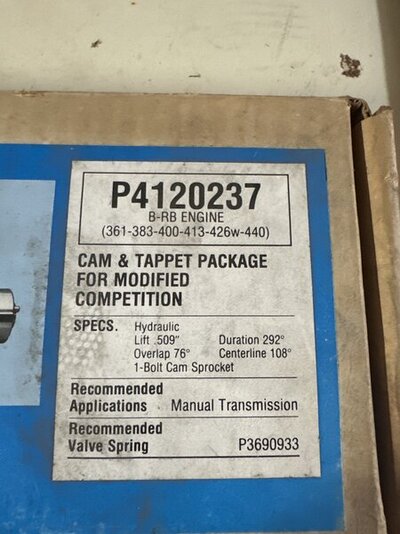 P4120237
B-RB ENGINE
(361-383-400-413-426w-440)
CAM & TAPPET PACKAGE
FOR MODIFIED
COMPETITION
SPECS. Hydraulic
Lift .509" Duration 292°
Overlap 76° Centerline 108°
1-Bolt Cam Sprocket
Recommended
Applications Manual Transmission
Recommended
Valve Spring P3690933